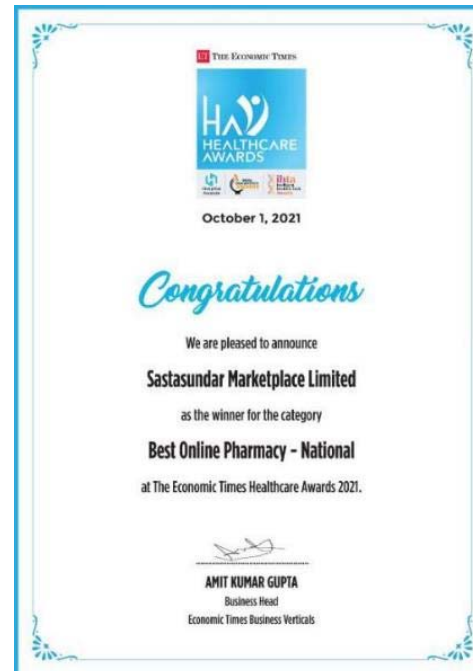 ET THE ECONOMIC TIMES
HA
HEALTHCARE
AWARDS
October 1, 2021
Congratulations
We are pleased to announce
Sastasundar Marketplace Limited
as the winner for the category
Best Online Pharmacy - National
at The Economic Times Healthcare Awards 2021.
AMIT KUMAR GUPTA
Business Head
Economic Times Business Verticals